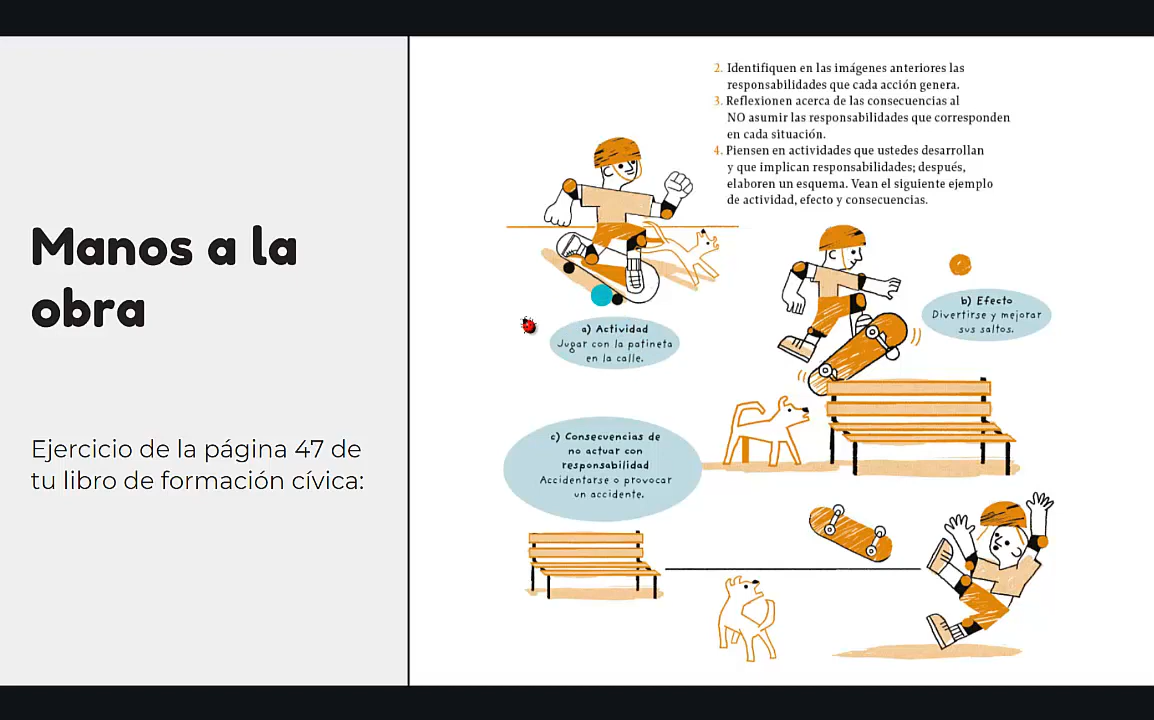 Manos a la
obra
Ejercicio de la página 47 de
tu libro de formación cívica:
2. Identifiquen en las imágenes anteriores las
responsabilidades que cada acción genera.
3. Reflexionen acerca de las consecuencias al
NO asumir las responsabilidades que corresponden
en cada situación.
4. Piensen en actividades que ustedes desarrollan
y que implican responsabilidades; después,
elaboren un esquema. Vean el siguiente ejemplo
de actividad, efecto y consecuencias.
a) Actividad
Jugar con la patineta
en la calle.
b) Efecto
Divertirse y mejorar
sus saltos.
c) Consecuencias de
no actuar con
responsabilidad
Accidentarse o provocar
un accidente.